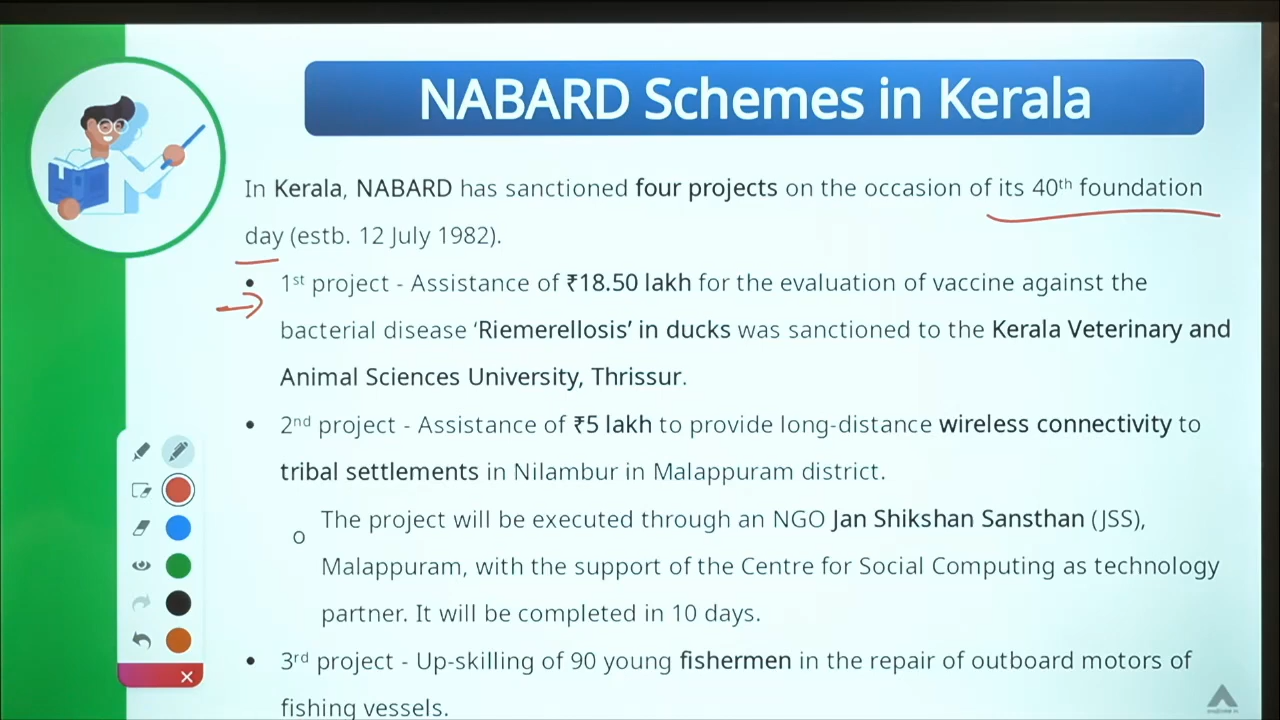 NABARD Schemes in Kerala
In Kerala, NABARD has sanctioned four projects on the occasion of its 40th foundation
day (estb. 12 July 1982).
• 1st project - Assistance of ₹18.50 lakh for the evaluation of vaccine against the
bacterial disease ‘Riemerellosis’ in ducks was sanctioned to the Kerala Veterinary and
Animal Sciences University, Thrissur.
• 2nd project - Assistance of ₹5 lakh to provide long-distance wireless connectivity to
tribal settlements in Nilambur in Malappuram district.
o The project will be executed through an NGO Jan Shikshan Sansthan (JSS),
Malappuram, with the support of the Centre for Social Computing as technology
partner. It will be completed in 10 days.
• 3rd project - Up-skilling of 90 young fishermen in the repair of outboard motors of
fishing vessels.